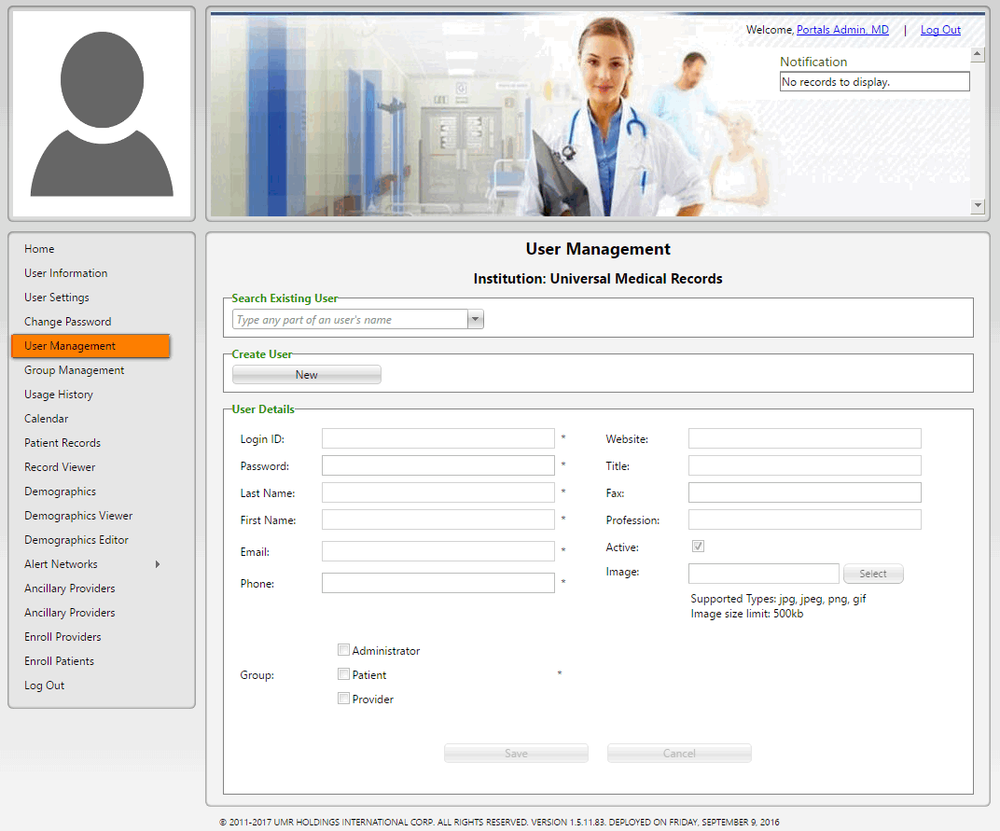 Welcome, Portals Admin, MD | Log Out
Notification
No records to display.
Home
User Information
User Settings
Change Password
User Management
Group Management
Usage History
Calendar
Patient Records
Record Viewer
Demographics
Demographics Viewer
Demographics Editor
Alert Networks
Ancillary Providers
Ancillary Providers
Enroll Providers
Enroll Patients
Log Out
User Management
Institution: Universal Medical Records
Search Existing User
Type any part of an user's name
Create User
New
User Details
Login ID: *
Password: *
Last Name: *
First Name: *
Email: *
Phone: *
Website:
Title:
Fax:
Profession:
Active:
Image: Select
Supported Types: jpg, jpeg, png, gif
Image size limit: 500kb
Group: *
Administrator
Patient
Provider
Save Cancel
© 2011-2017 UMR HOLDINGS INTERNATIONAL CORP. ALL RIGHTS RESERVED. VERSION 1.5.11.83. DEPLOYED ON FRIDAY, SEPTEMBER 9, 2016